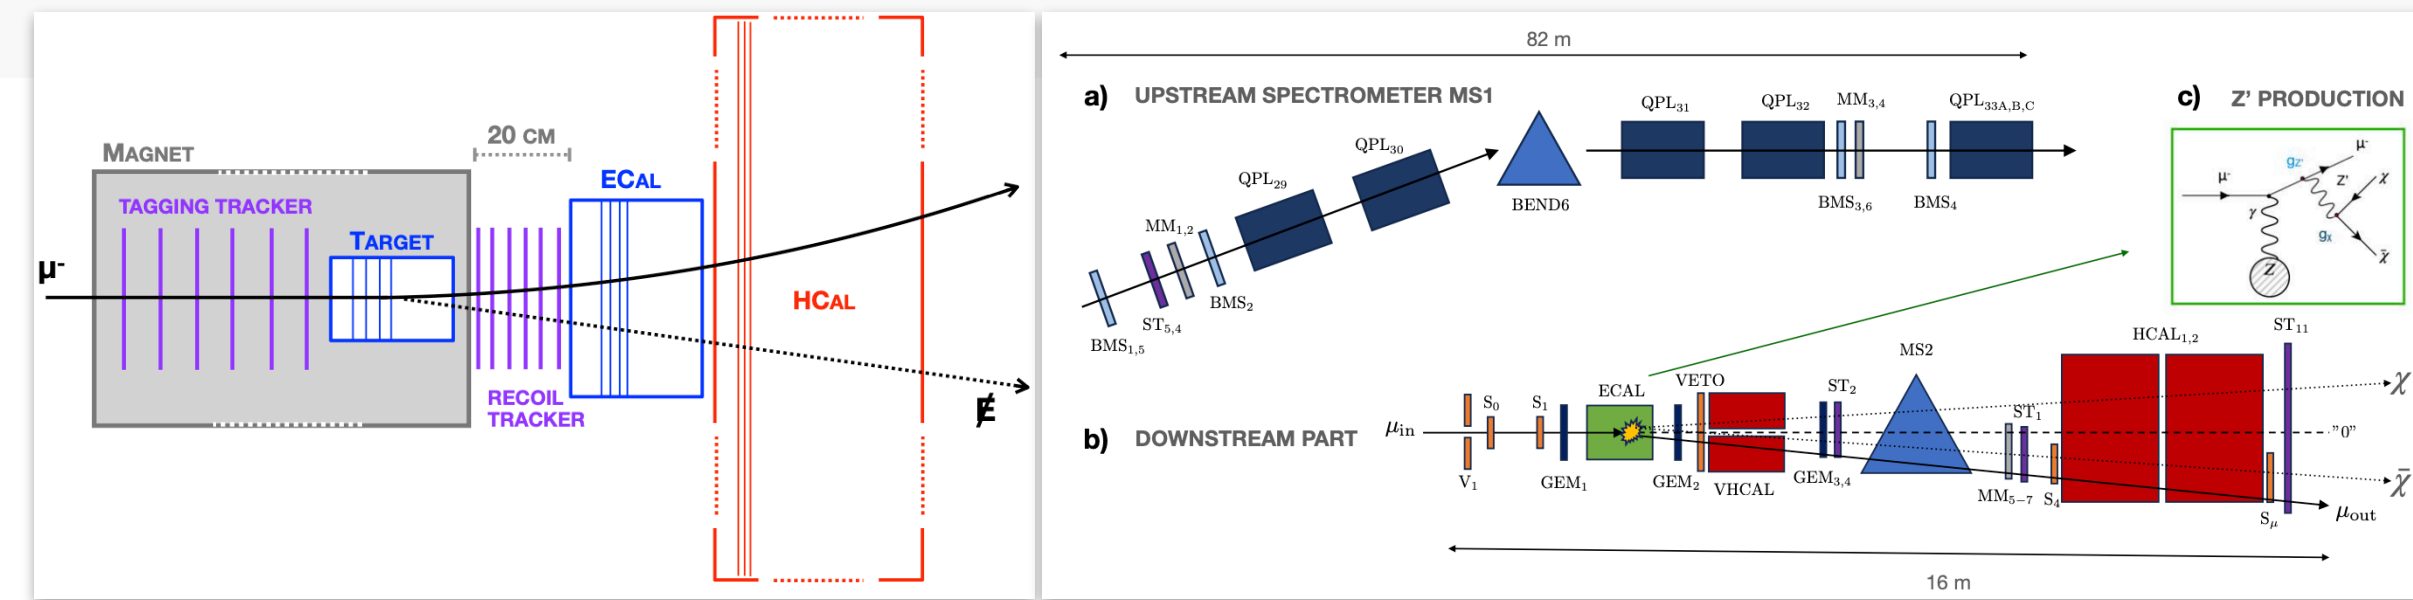 MAGNET
20 CM
ECAL
TAGGING TRACKER
TARGET
μ-
HCAL
RECOIL
TRACKER
E̸
82 m
a) UPSTREAM SPECTROMETER MS1
QPL31
QPL32
MM3,4
QPL33A,B,C
QPL30
QPL29
BEND6
BMS3,6
BMS4
MM1,2
BMS2
ST5,4
BMS1,5
c) Z' PRODUCTION
μ-
gZ'
μ-
Z'
χ
γ
gχ
χ̄
Z
b) DOWNSTREAM PART
μin
V1
S0
S1
GEM1
ECAL
GEM2
VETO
VHCAL
ST2
GEM3,4
MS2
ST1
MM5−7
S4
HCAL1,2
ST11
Sμ
χ
"0"
χ̄
μout
16 m